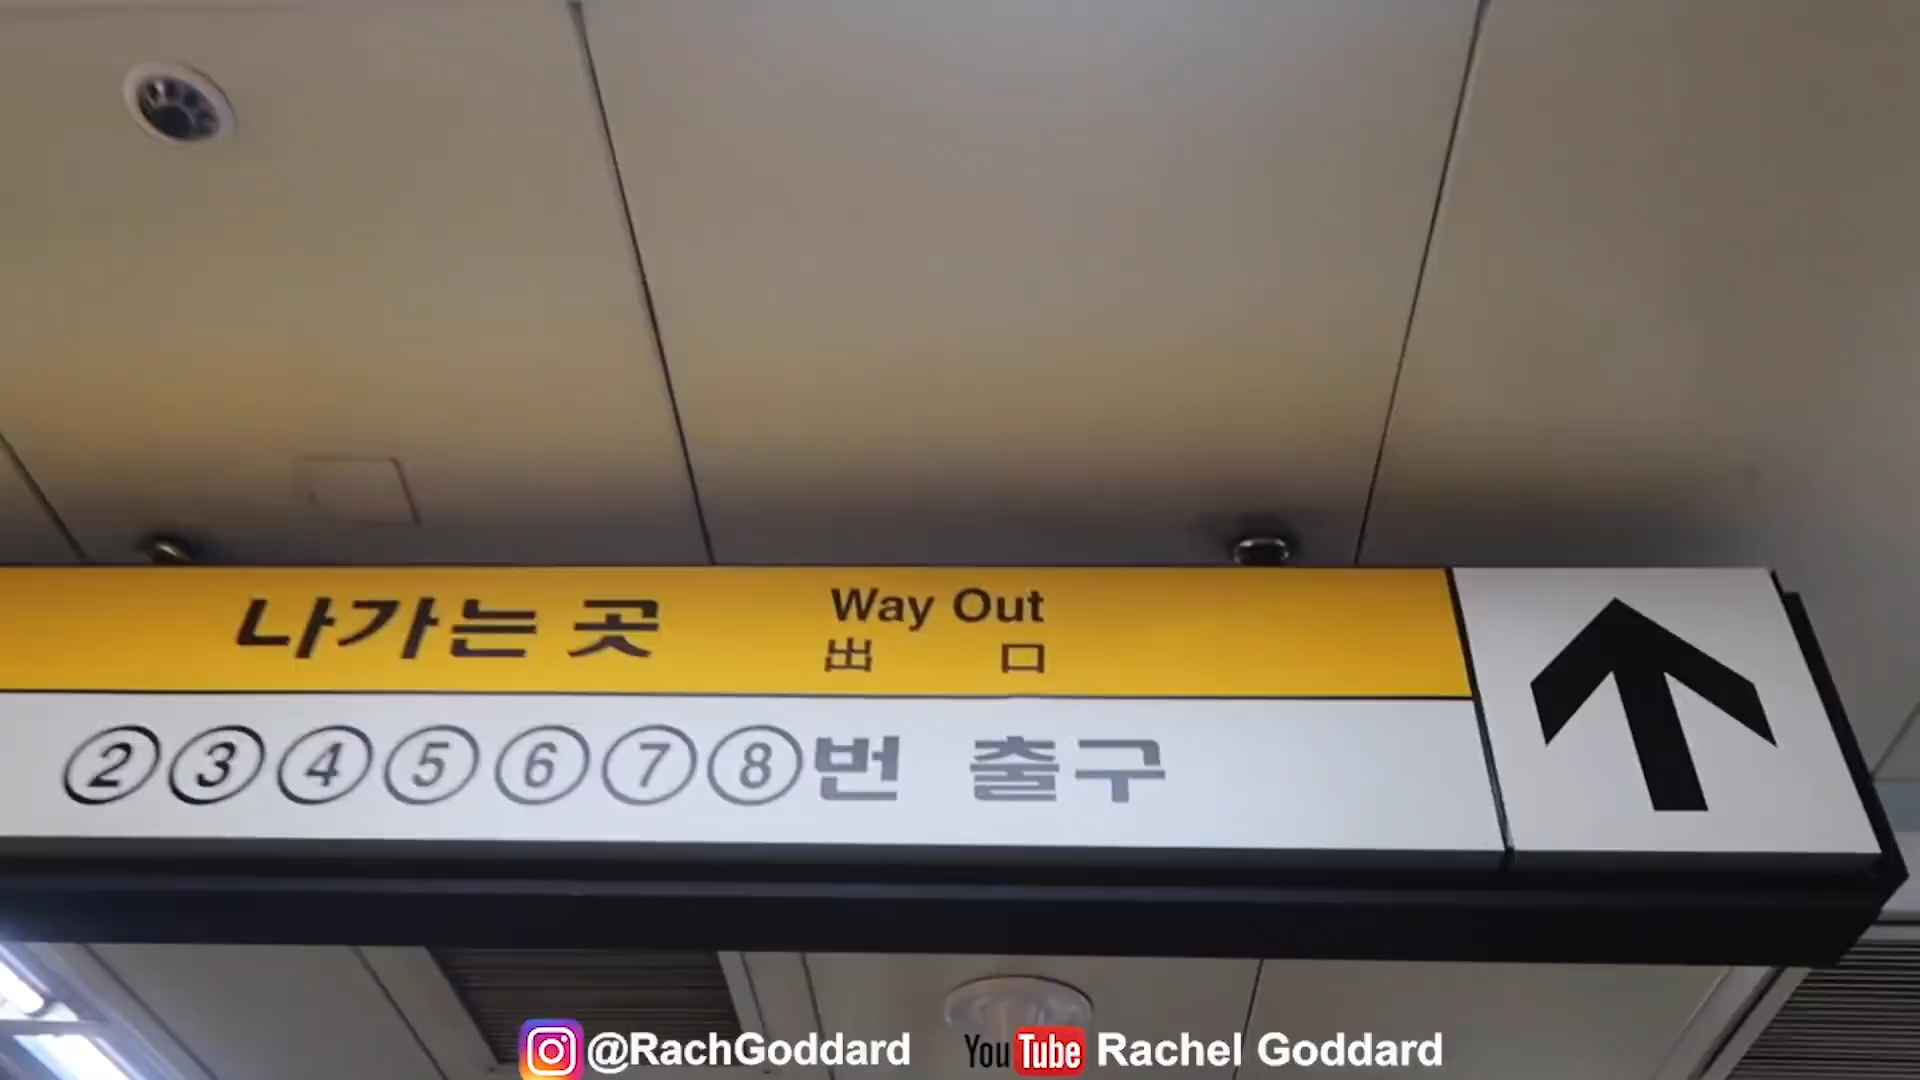 나가는 곳
Way Out
出 口
②③④⑤⑥⑦⑧번 출구
@RachGoddard
YouTube Rachel Goddard